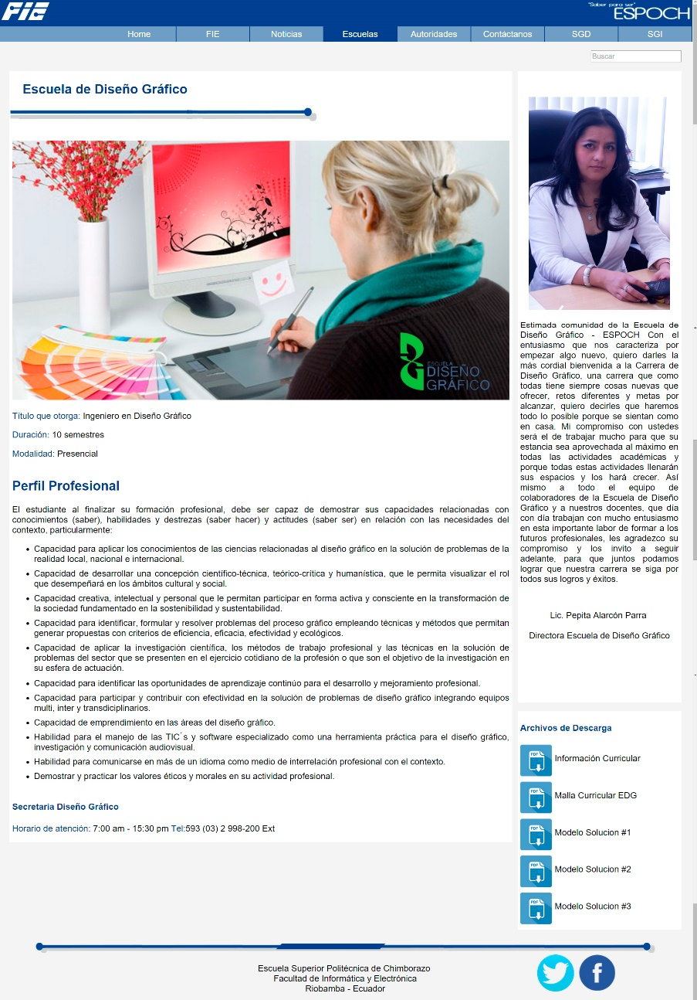 FIE
"Saber para ser"
ESPOCH
Home FIE Noticias Escuelas Autoridades Contáctanos SGD SGI
Buscar
Escuela de Diseño Gráfico
ESCUELA
DISEÑO
GRÁFICO
Título que otorga: Ingeniero en Diseño Gráfico
Duración: 10 semestres
Modalidad: Presencial
Perfil Profesional
El estudiante al finalizar su formación profesional, debe ser capaz de demostrar sus capacidades relacionadas con
conocimientos (saber), habilidades y destrezas (saber hacer) y actitudes (saber ser) en relación con las necesidades del
contexto, particularmente:
• Capacidad para aplicar los conocimientos de las ciencias relacionadas al diseño gráfico en la solución de problemas de la
realidad local, nacional e internacional.
• Capacidad de desarrollar una concepción científico-técnica, teórico-crítica y humanística, que le permita visualizar el rol
que desempeñará en los ámbitos cultural y social.
• Capacidad creativa, intelectual y personal que le permitan participar en forma activa y consciente en la transformación de
la sociedad fundamentado en la sostenibilidad y sustentabilidad.
• Capacidad para identificar, formular y resolver problemas del proceso gráfico empleando técnicas y métodos que permitan
generar propuestas con criterios de eficiencia, eficacia, efectividad y ecológicos.
• Capacidad de aplicar la investigación científica, los métodos de trabajo profesional y las técnicas en la solución de
problemas del sector que se presenten en el ejercicio cotidiano de la profesión o que son el objetivo de la investigación en
su esfera de actuación.
• Capacidad para identificar las oportunidades de aprendizaje continúo para el desarrollo y mejoramiento profesional.
• Capacidad para participar y contribuir con efectividad en la solución de problemas de diseño gráfico integrando equipos
multi, inter y transdiciplinarios.
• Capacidad de emprendimiento en las áreas del diseño gráfico.
• Habilidad para el manejo de las TIC´s y software especializado como una herramienta práctica para el diseño gráfico,
investigación y comunicación audiovisual.
• Habilidad para comunicarse en más de un idioma como medio de interrelación profesional con el contexto.
• Demostrar y practicar los valores éticos y morales en su actividad profesional.
Secretaria Diseño Gráfico
Horario de atención: 7:00 am - 15:30 pm Tel:593 (03) 2 998-200 Ext
Estimada comunidad de la Escuela de
Diseño Gráfico - ESPOCH Con el
entusiasmo que nos caracteriza por
empezar algo nuevo, quiero darles la
más cordial bienvenida a la Carrera de
Diseño Gráfico, una carrera que como
todas tiene siempre cosas nuevas que
ofrecer, retos diferentes y metas por
alcanzar, quiero decirles que haremos
todo lo posible porque se sientan como
en casa. Mi compromiso con ustedes
será el de trabajar mucho para que su
estancia sea aprovechada al máximo en
todas las actividades académicas y
porque todas estas actividades llenarán
sus espacios y los hará crecer. Así
mismo a todo el equipo de
colaboradores de la Escuela de Diseño
Gráfico y a nuestros docentes, que día
con día trabajan con mucho entusiasmo
en esta importante labor de formar a los
futuros profesionales, les agradezco su
compromiso y los invito a seguir
adelante, para que juntos podamos
lograr que nuestra carrera se siga por
todos sus logros y éxitos.
Lic. Pepita Alarcón Parra
Directora Escuela de Diseño Gráfico
Archivos de Descarga
PDF Información Curricular
PDF Malla Curricular EDG
PDF Modelo Solucion #1
PDF Modelo Solucion #2
PDF Modelo Solucion #3
Escuela Superior Politécnica de Chimborazo
Facultad de Informática y Electrónica
Riobamba - Ecuador